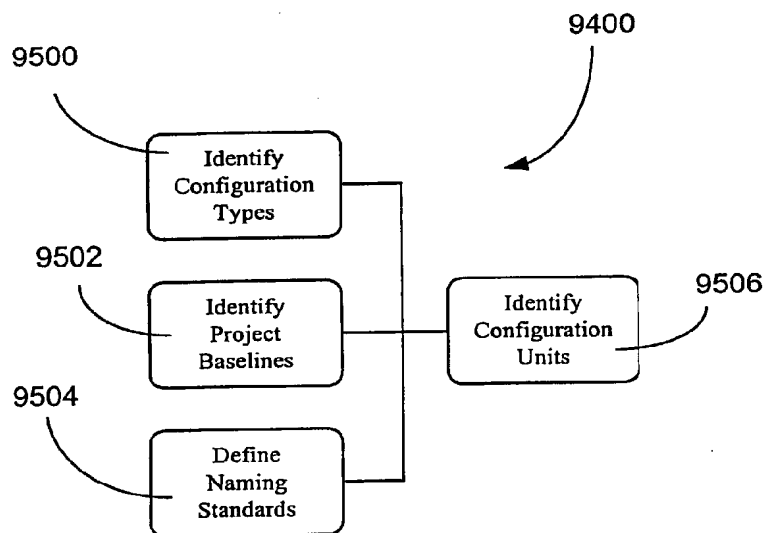 9400
9500
Identify
Configuration
Types
9502
Identify
Project
Baselines
9506
Identify
Configuration
Units
9504
Define
Naming
Standards